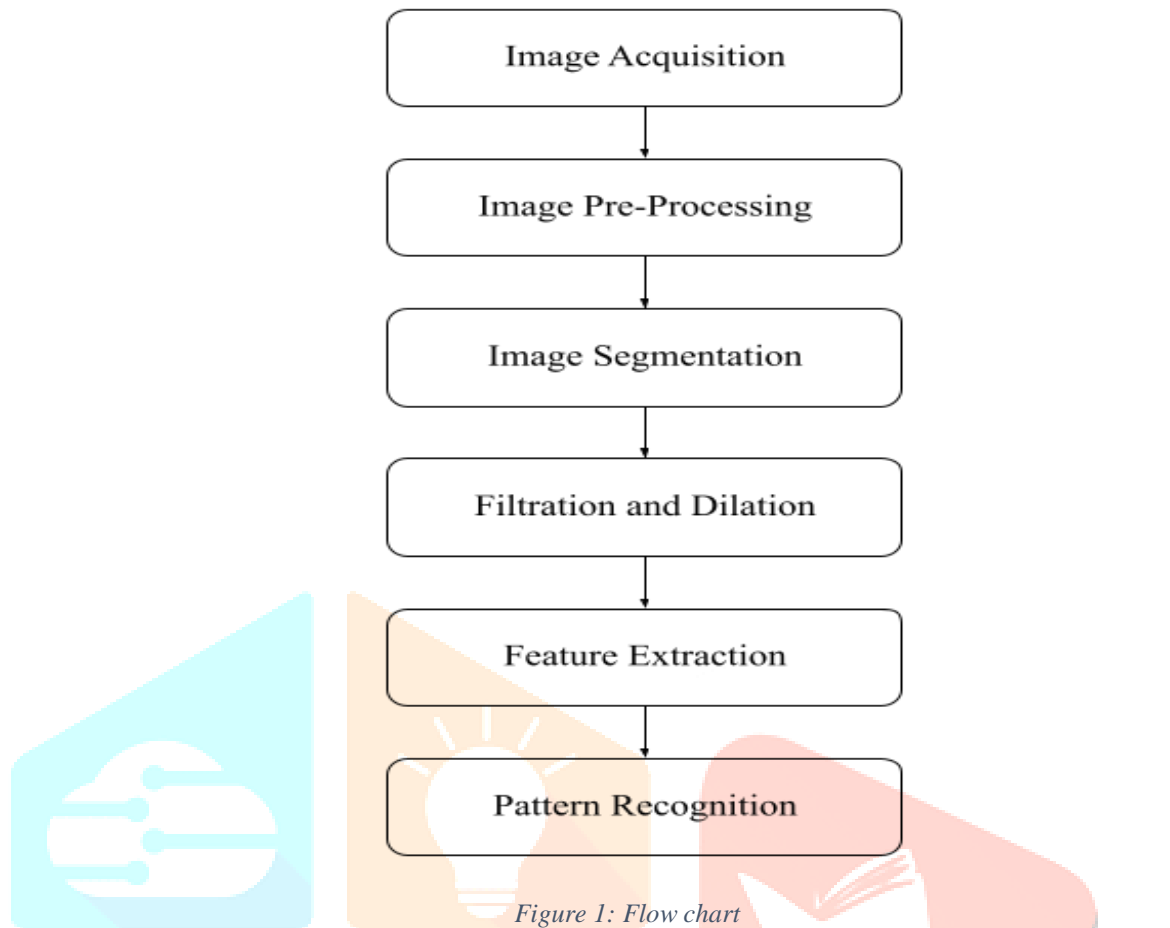 Image Acquisition
Image Pre-Processing
Image Segmentation
Filtration and Dilation
Feature Extraction
Pattern Recognition
Figure 1: Flow chart